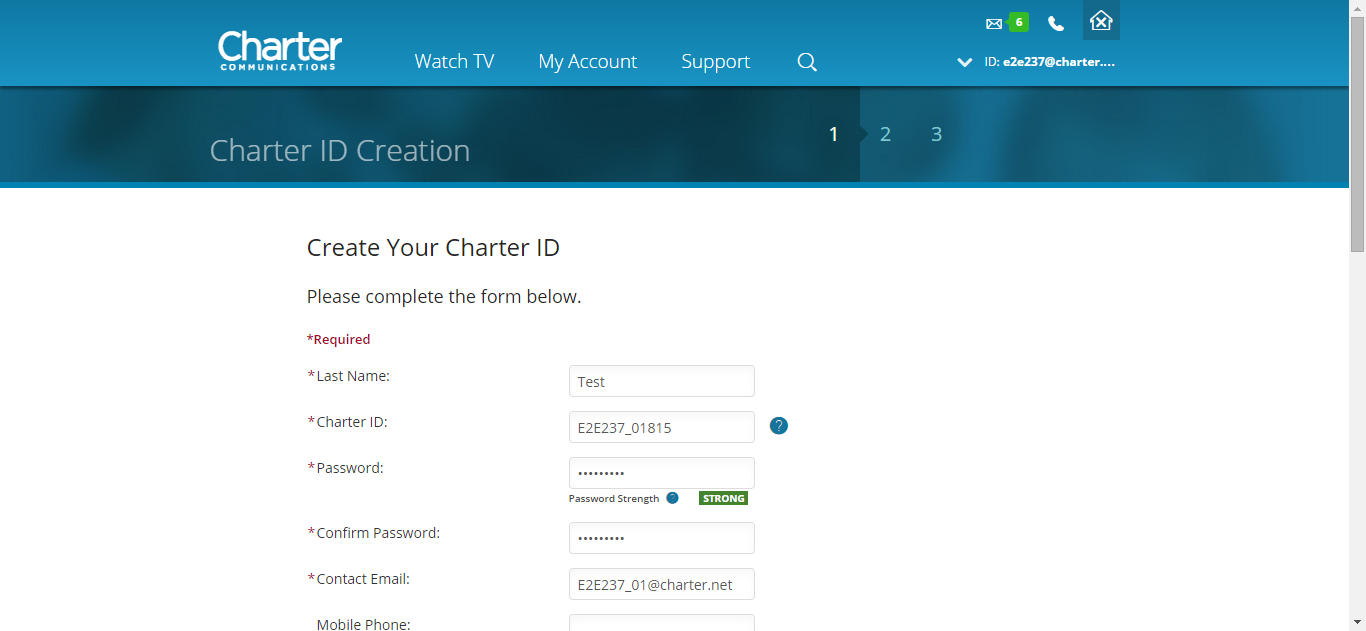 6
Charter
COMMUNICATIONS
Watch TV My Account Support
ID: e2e237@charter....
Charter ID Creation
1 2 3
Create Your Charter ID
Please complete the form below.
*Required
*Last Name: Test
*Charter ID: E2E237_01815 ?
*Password: •••••••••
Password Strength ? STRONG
*Confirm Password: •••••••••
*Contact Email: E2E237_01@charter.net
Mobile Phone: